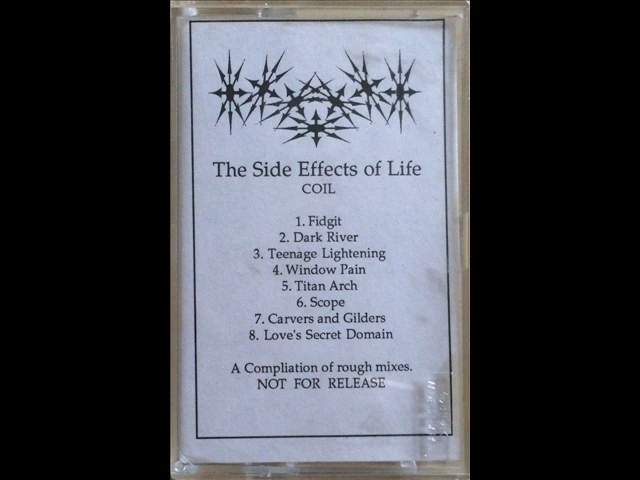 The Side Effects of Life
COIL
1. Fidgit
2. Dark River
3. Teenage Lightening
4. Window Pain
5. Titan Arch
6. Scope
7. Carvers and Gilders
8. Love's Secret Domain
A Compliation of rough mixes.
NOT FOR RELEASE